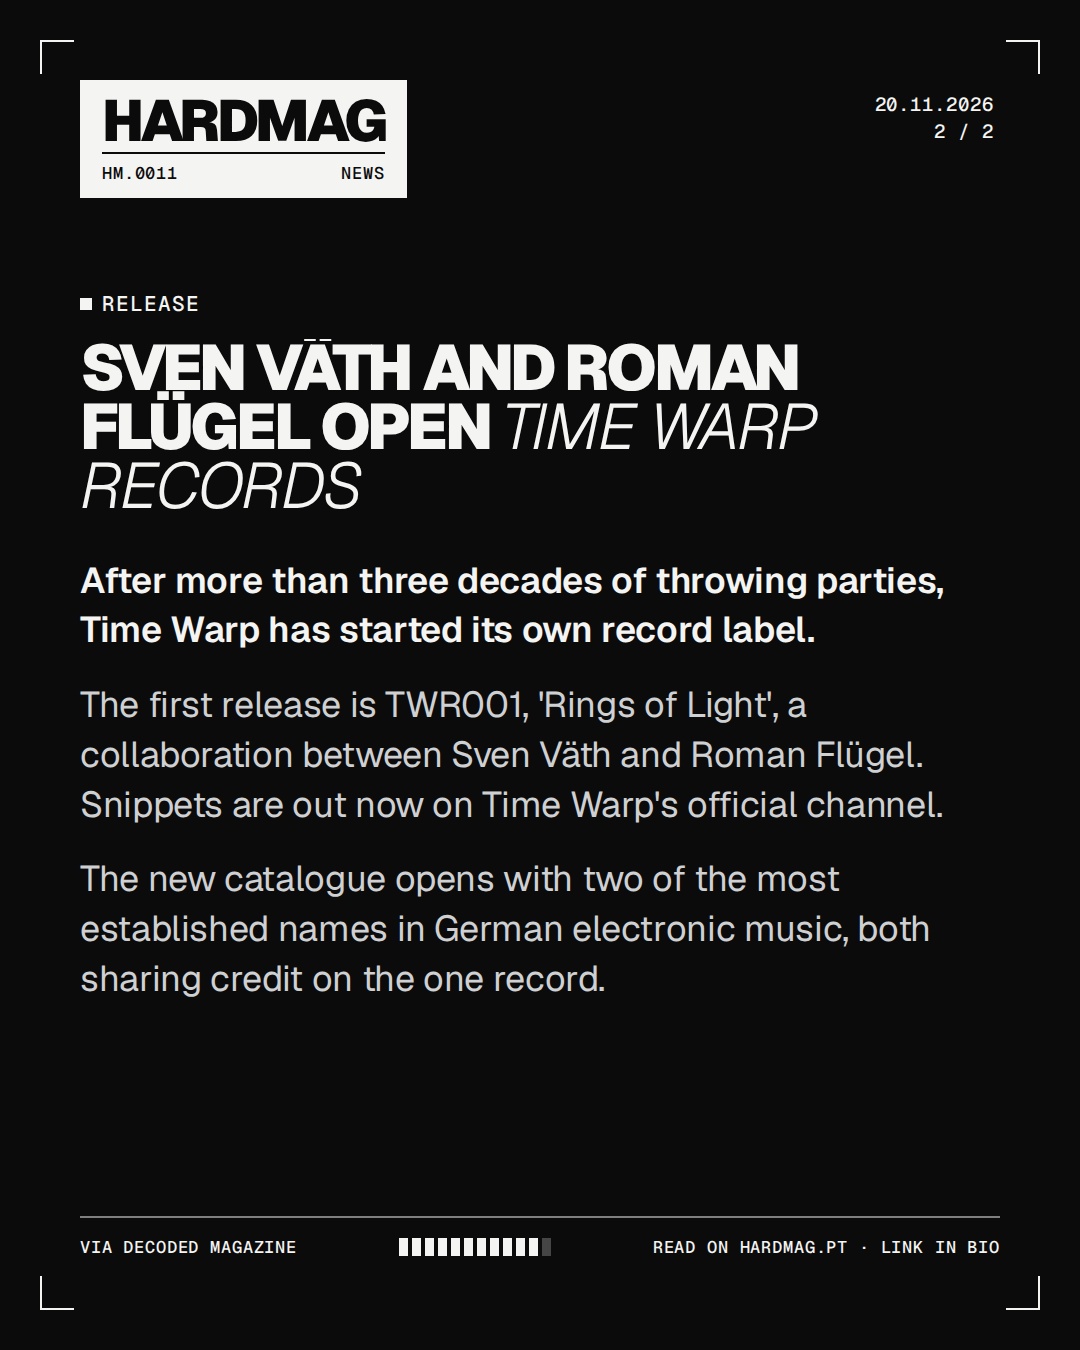 HARDMAG
HM.0011 NEWS
20.11.2026
2 / 2
RELEASE
SVEN VÄTH AND ROMAN
FLÜGEL OPEN TIME WARP
RECORDS
After more than three decades of throwing parties,
Time Warp has started its own record label.
The first release is TWR001, 'Rings of Light', a
collaboration between Sven Väth and Roman Flügel.
Snippets are out now on Time Warp's official channel.
The new catalogue opens with two of the most
established names in German electronic music, both
sharing credit on the one record.
VIA DECODED MAGAZINE
READ ON HARDMAG.PT · LINK IN BIO